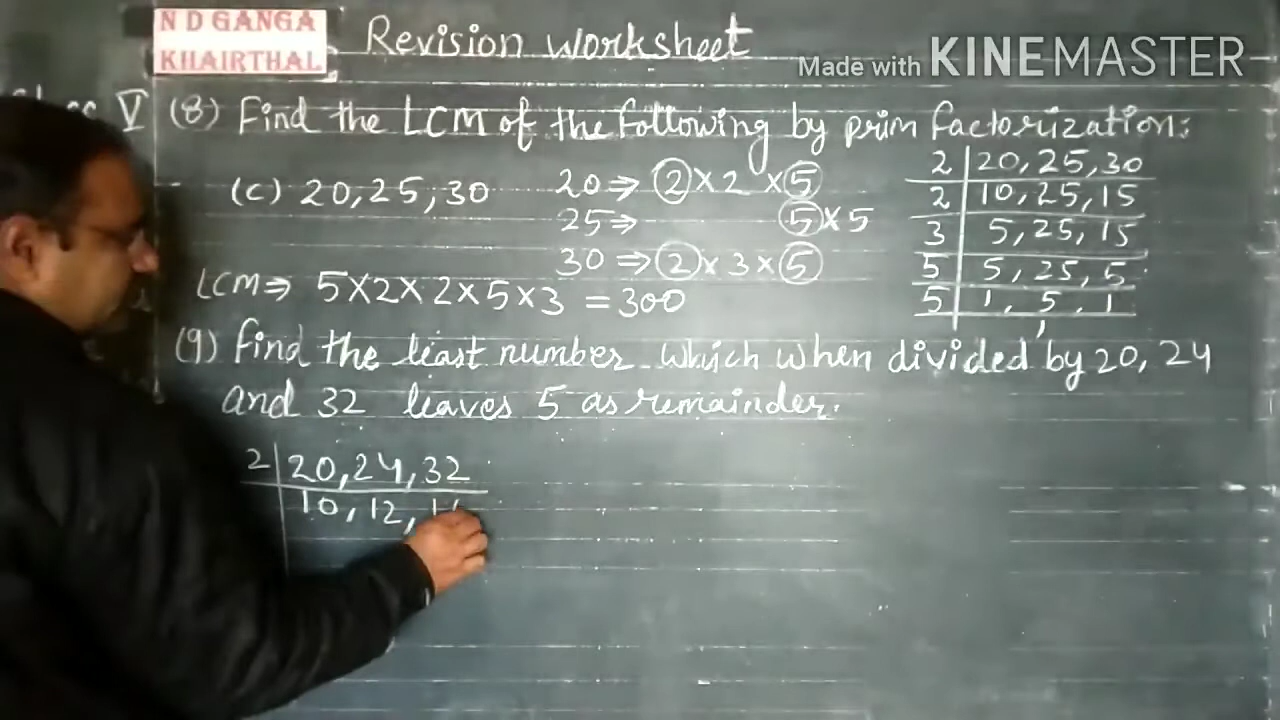 N D GANGA
KHAIRTHAL
Revision worksheet
Made with KINEMASTER
V (8) Find the LCM of the following by prim factorization:
(C) 20,25,30
20⇒ 2×2 ×5
25⇒ 5×5
30⇒ 2×3×5
LCM⇒ 5×2×2×5×3 =300
2 20,25,30
2 10,25,15
3 5,25,15
5 5,25,5
5 1,5,1
1
(9) Find the least number which when divided by 20, 24
and 32 leaves 5 as remainder.
2 20,24,32
10,12,